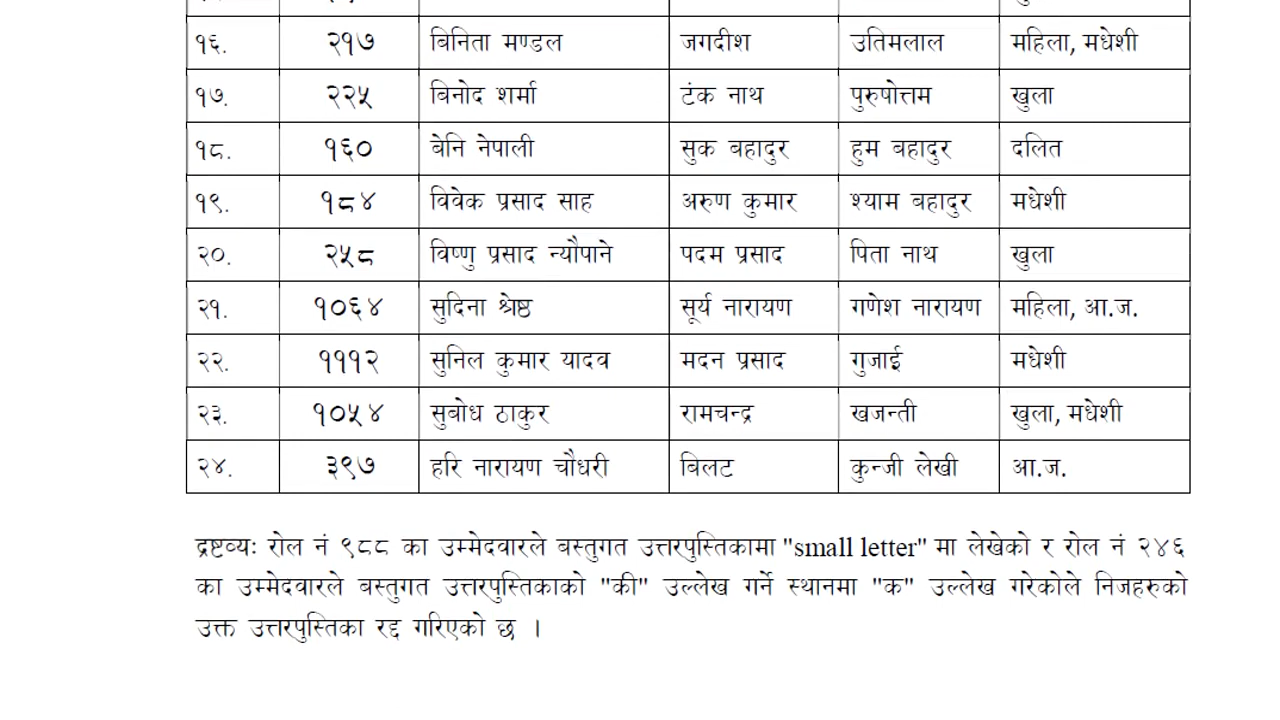 १६. २१७ बिनिता मण्डल जगदीश उतिमलाल महिला, मधेशी
१७. २२५ बिनोद शर्मा टंक नाथ पुरुषोत्तम खुला
१८. १६० बेनि नेपाली सुक बहादुर हुम बहादुर दलित
१९. १८४ विवेक प्रसाद साह अरुण कुमार श्याम बहादुर मधेशी
२०. २५८ विष्णु प्रसाद न्यौपाने पदम प्रसाद पिता नाथ खुला
२१. १०६४ सुदिना श्रेष्ठ सूर्य नारायण गणेश नारायण महिला, आ.ज.
२२. १११२ सुनिल कुमार यादव मदन प्रसाद गुजाई मधेशी
२३. १०५४ सुबोध ठाकुर रामचन्द्र खजन्ती खुला, मधेशी
२४. ३९७ हरि नारायण चौधरी बिलट कुन्जी लेखी आ.ज.
द्रष्टव्यः रोल नं ९८८ का उम्मेदवारले बस्तुगत उत्तरपुस्तिकामा "small letter" मा लेखेको र रोल नं २४६
का उम्मेदवारले बस्तुगत उत्तरपुस्तिकाको "की" उल्लेख गर्ने स्थानमा "क" उल्लेख गरेकोले निजहरुको
उक्त उत्तरपुस्तिका रद्द गरिएको छ ।